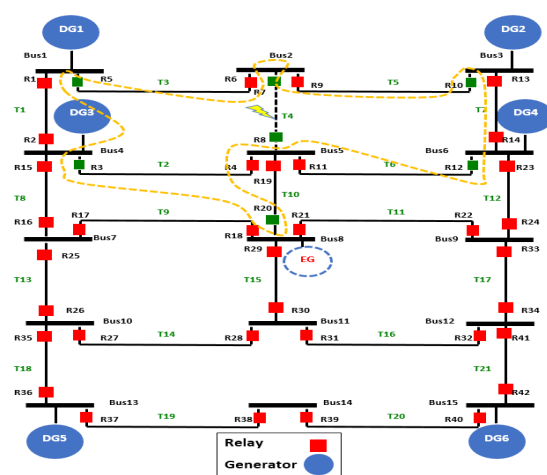 DG1
DG2
Bus1
Bus2
Bus3
R1
R5
T3
R6
R7
R9
T5
R10
R13
T1
DG3
T4
T7
DG4
R2
R8
R14
Bus4
Bus5
Bus6
R15
R3
T2
R4
R19
R11
T6
R12
R23
T8
T10
T12
R16
R17
T9
R18
R20
R21
T11
R22
R24
Bus7
Bus8
Bus9
R25
R29
EG
R33
T13
T15
T17
R26
R30
R34
Bus10
Bus11
Bus12
R35
R27
T14
R28
R31
T16
R32
R41
T18
T21
R36
R42
Bus13
Bus14
Bus15
R37
T19
R38
R39
T20
R40
DG5
DG6
Relay
Generator